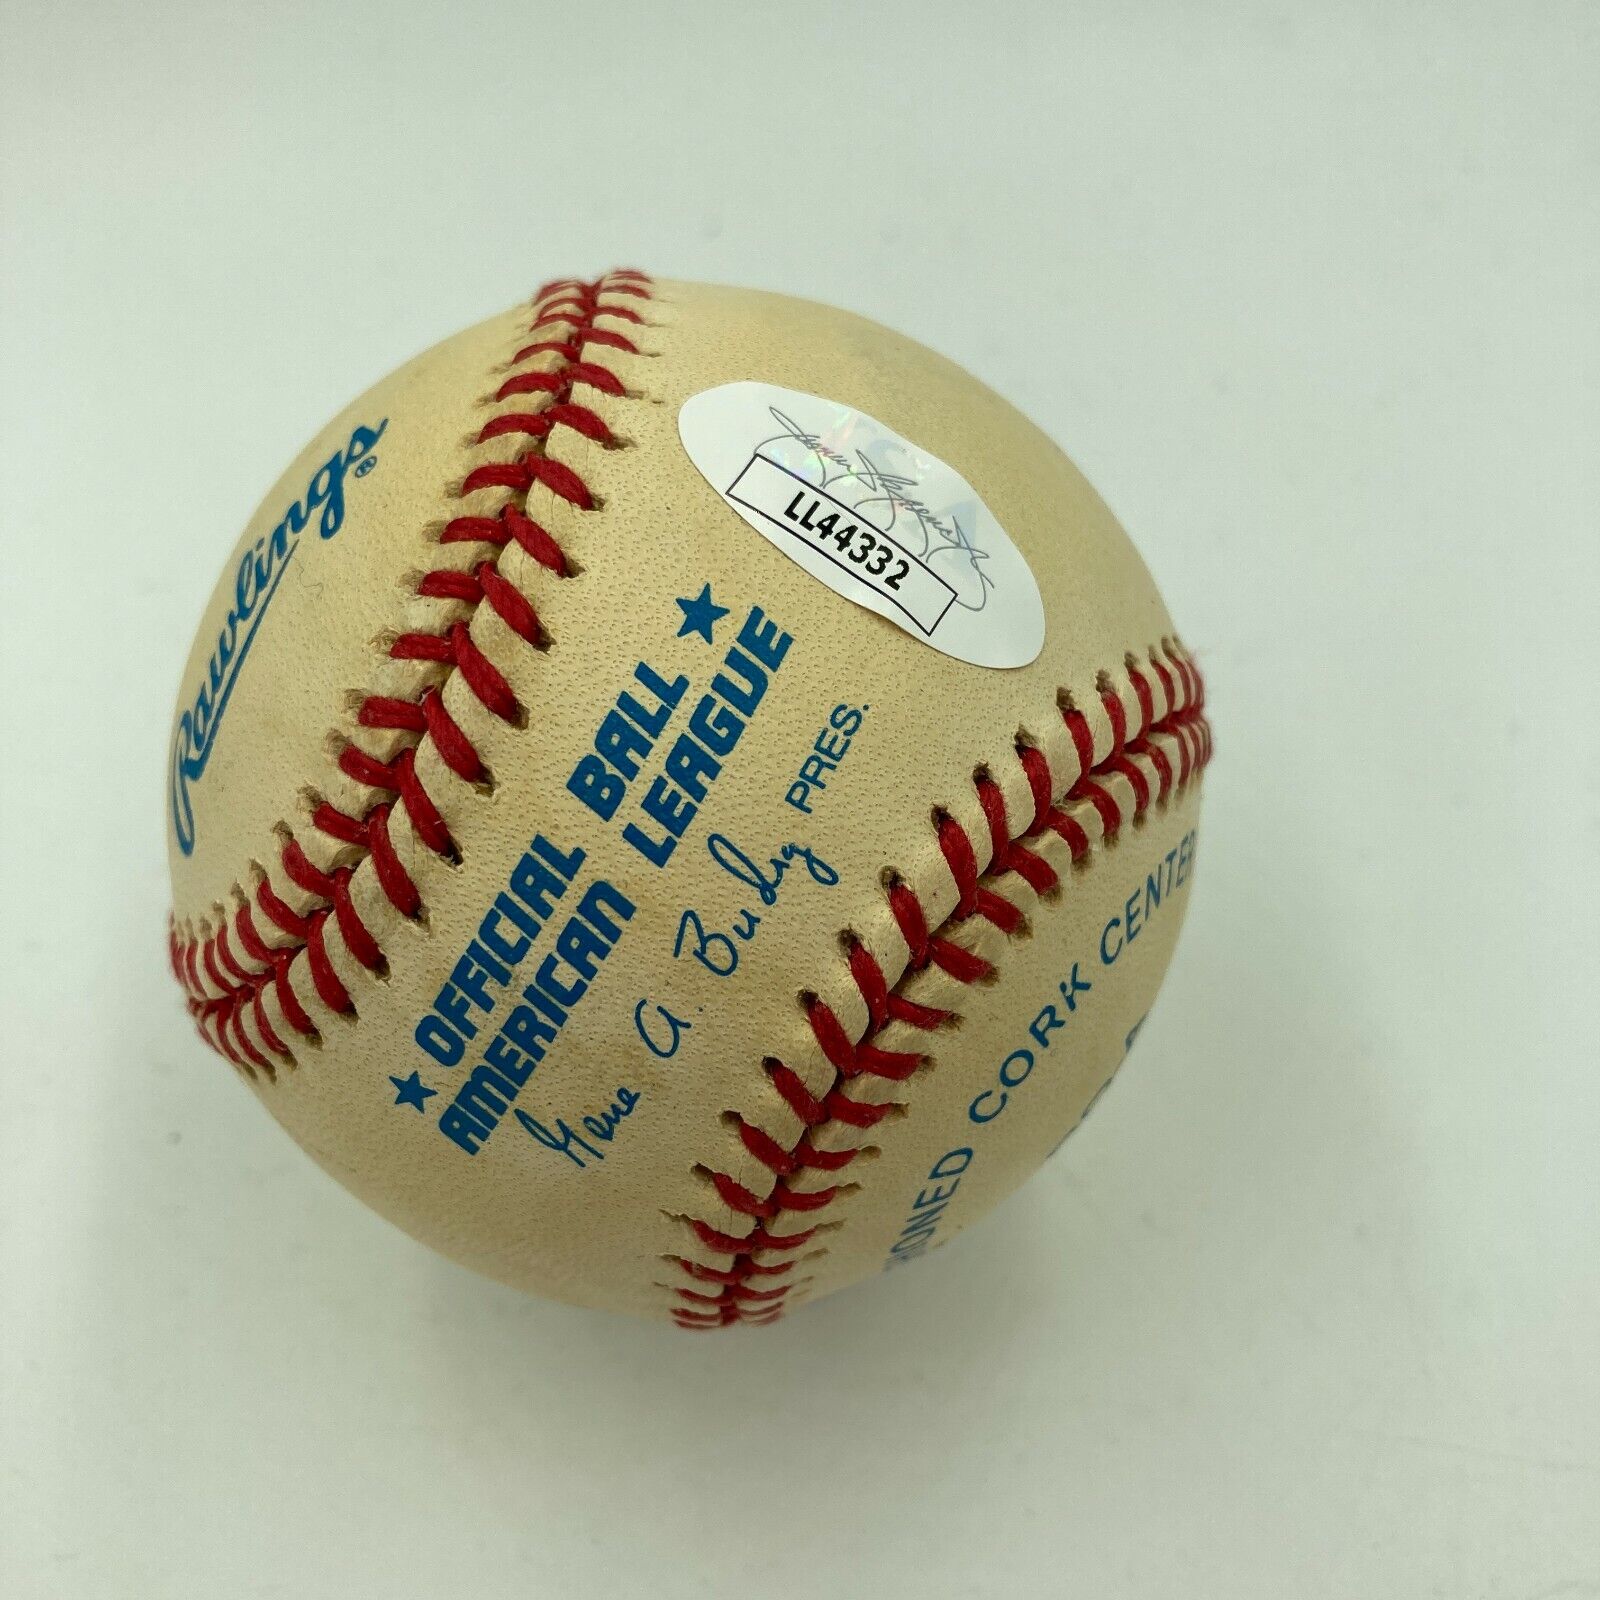 Rawlings®
LL44332
★ OFFICIAL BALL ★
AMERICAN LEAGUE
Gene A. Budig PRES.
CORK CENTER